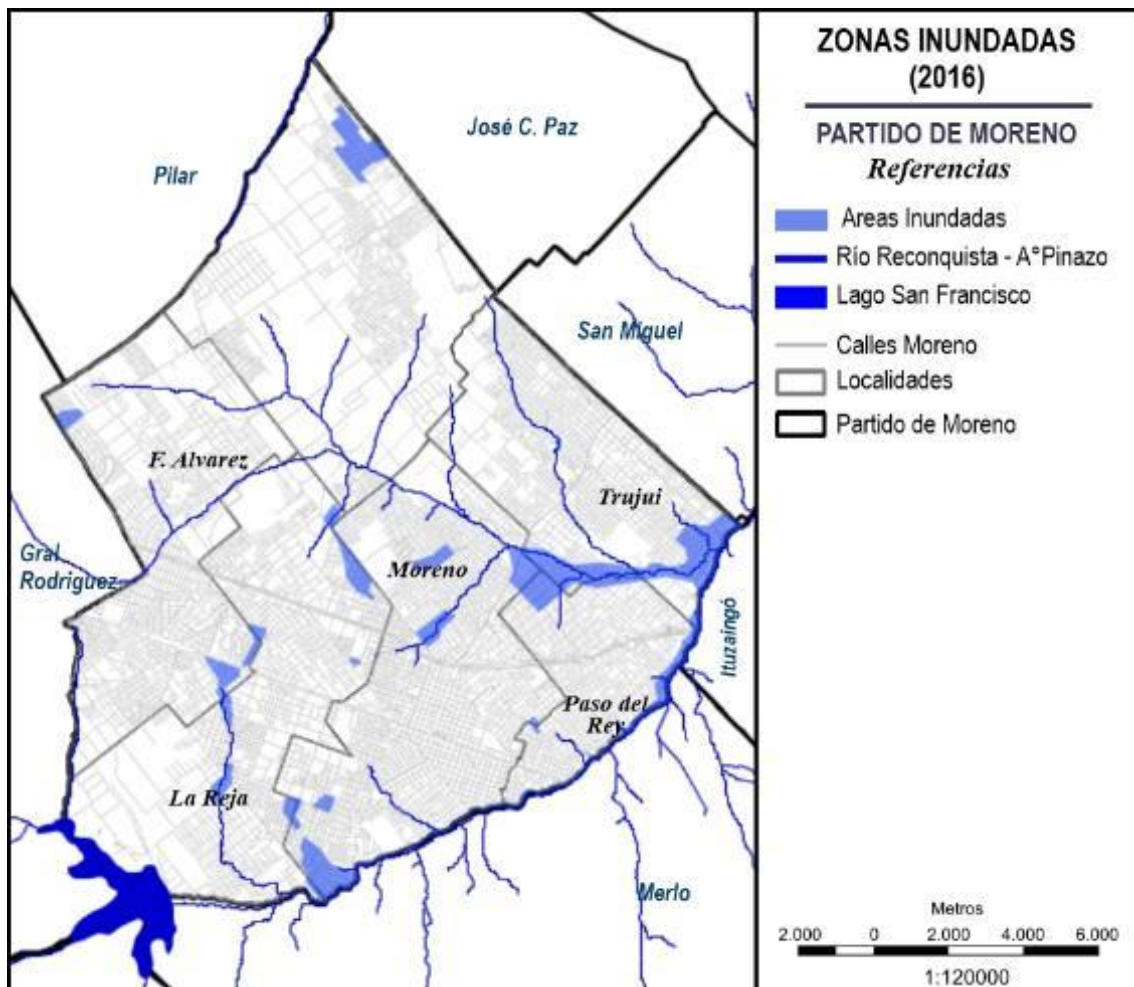 ZONAS INUNDADAS
(2016)
PARTIDO DE MORENO
Referencias
Areas Inundadas
Río Reconquista - A°Pinazo
Lago San Francisco
Calles Moreno
Localidades
Partido de Moreno
José C. Paz
Pilar
San Miguel
F. Alvarez
Trujui
Gral
Rodriguez
Moreno
Ituzaingó
Paso del
Rey
La Reja
Merlo
Metros
2.000 0 2.000 4.000 6.000
1:120000